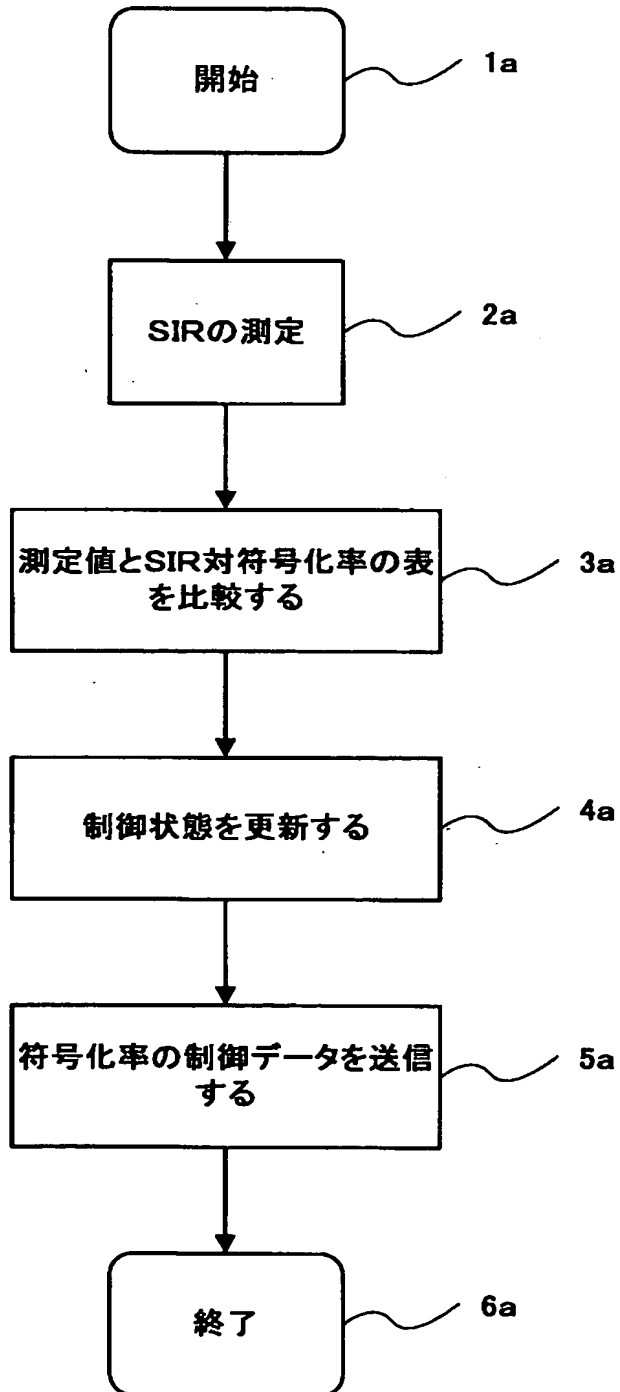 開始
1a
SIRの測定
2a
測定値とSIR対符号化率の表
を比較する
3a
制御状態を更新する
4a
符号化率の制御データを送信
する
5a
終了
6a